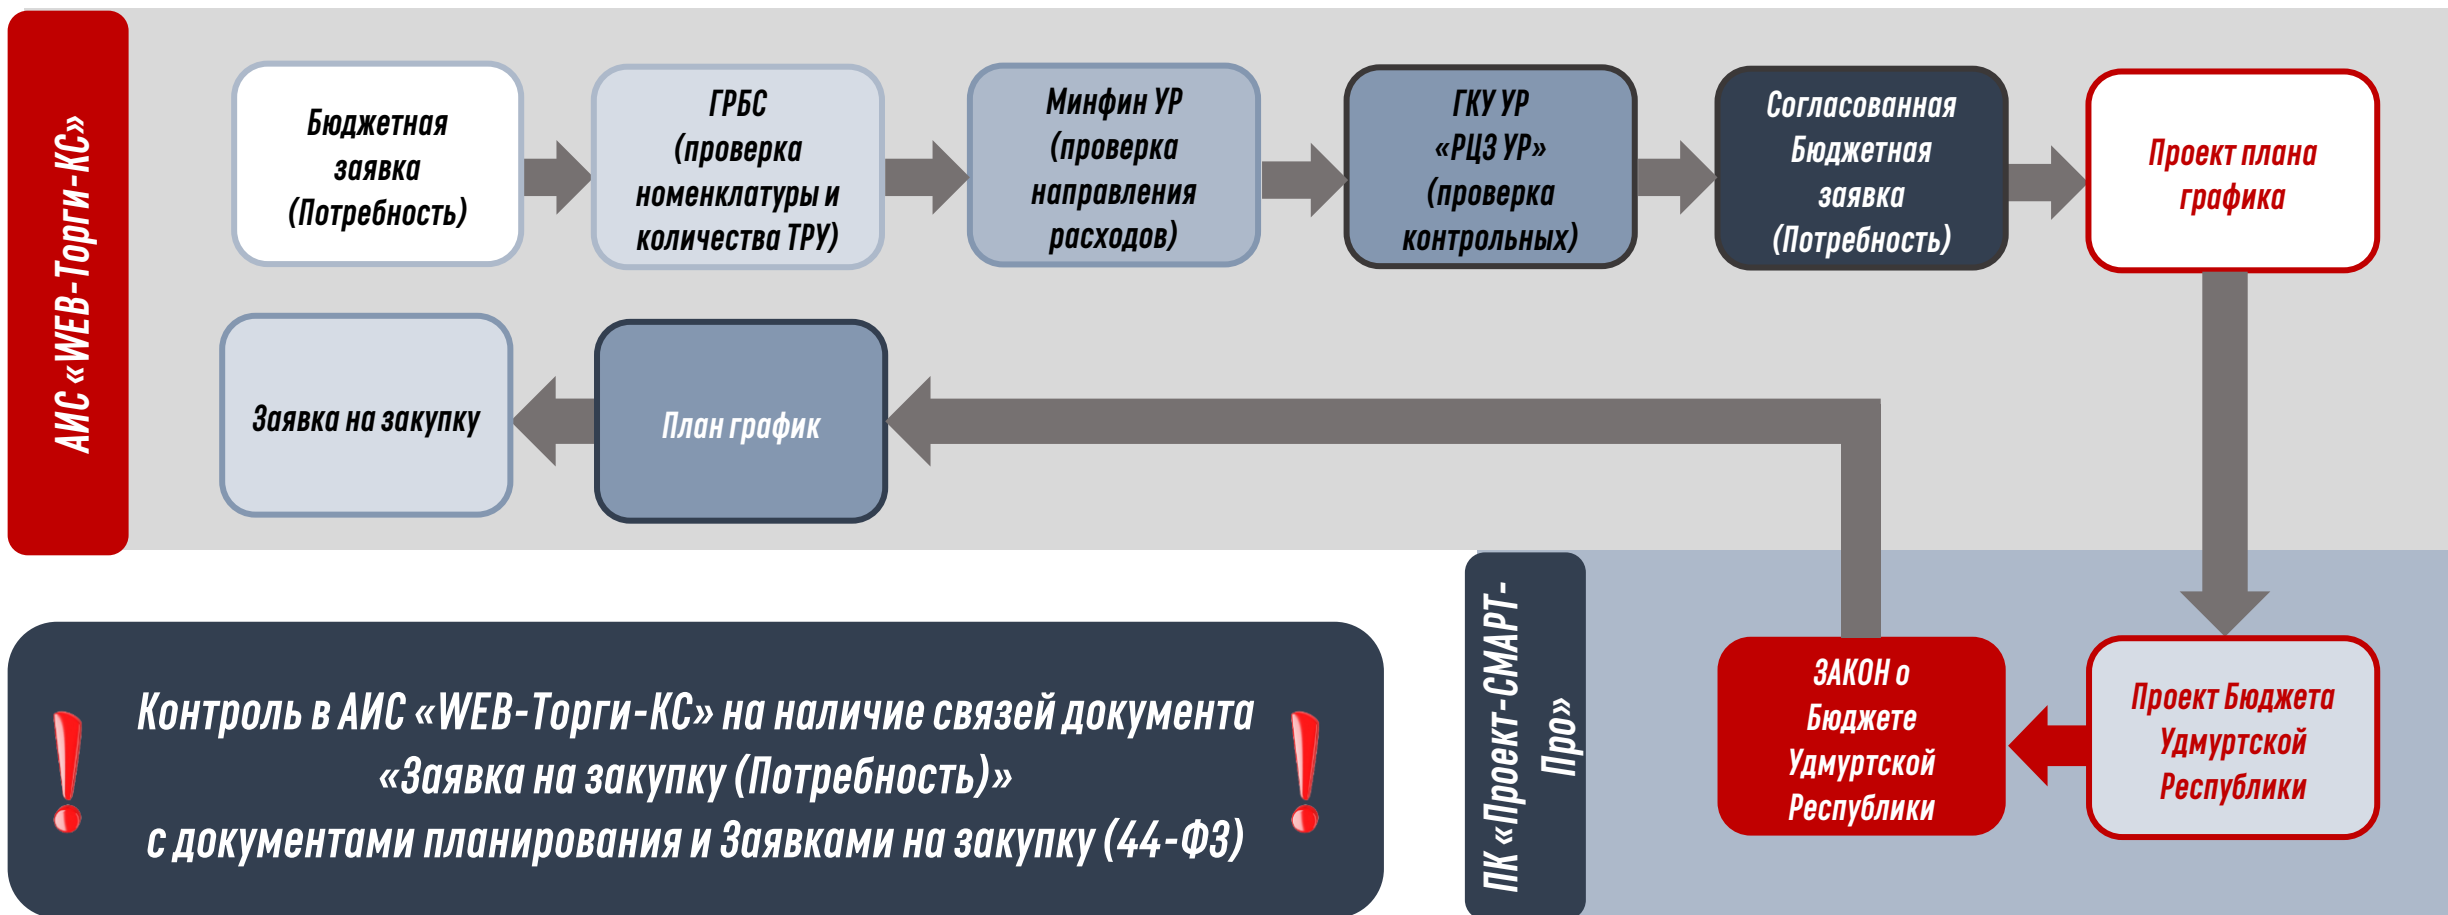 АИС «WEB-Торги-КС»
Бюджетная
заявка
(Потребность)
ГРБС
(проверка
номенклатуры и
количества ТРУ)
Минфин УР
(проверка
направления
расходов)
ГКУ УР
«РЦЗ УР»
(проверка
контрольных)
Согласованная
Бюджетная
заявка
(Потребность)
Проект плана
графика
Заявка на закупку
План график
Контроль в АИС «WEB-Торги-КС» на наличие связей документа
«Заявка на закупку (Потребность)»
с документами планирования и Заявками на закупку (44-ФЗ)
ПК «Проект-СМАРТ-
Про»
ЗАКОН о
Бюджете
Удмуртской
Республики
Проект Бюджета
Удмуртской
Республики